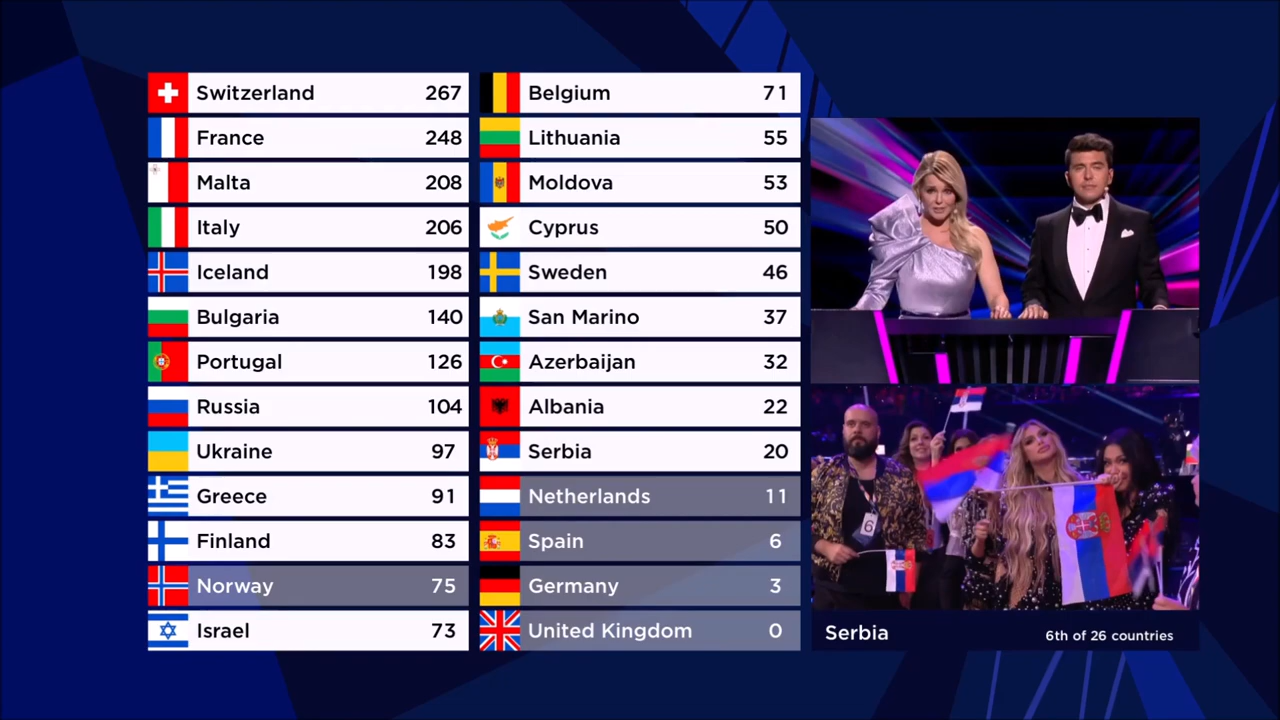 Switzerland 267
France 248
Malta 208
Italy 206
Iceland 198
Bulgaria 140
Portugal 126
Russia 104
Ukraine 97
Greece 91
Finland 83
Norway 75
Israel 73
Belgium 71
Lithuania 55
Moldova 53
Cyprus 50
Sweden 46
San Marino 37
Azerbaijan 32
Albania 22
Serbia 20
Netherlands 11
Spain 6
Germany 3
United Kingdom 0
6
Serbia
6th of 26 countries